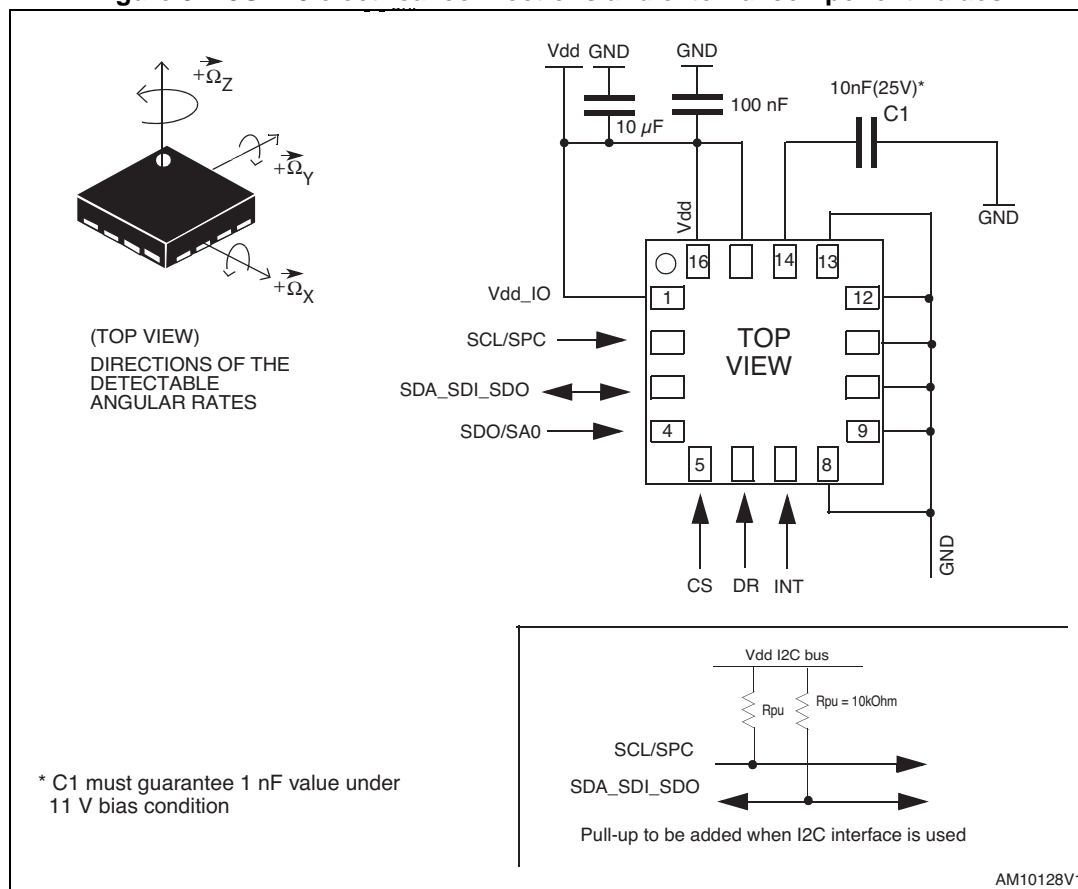 +Ω Z
+Ω Y
+Ω X
(TOP VIEW)
DIRECTIONS OF THE
DETECTABLE
ANGULAR RATES
Vdd GND
10 µF
GND
100 nF
10nF(25V)*
C1
GND
Vdd
16
14
13
Vdd_IO
1
12
SCL/SPC
TOP
VIEW
SDA_SDI_SDO
SDO/SA0
4
9
5
8
CS DR INT
GND
Vdd I2C bus
Rpu
Rpu = 10kOhm
SCL/SPC
SDA_SDI_SDO
Pull-up to be added when I2C interface is used
* C1 must guarantee 1 nF value under
11 V bias condition
AM10128V1